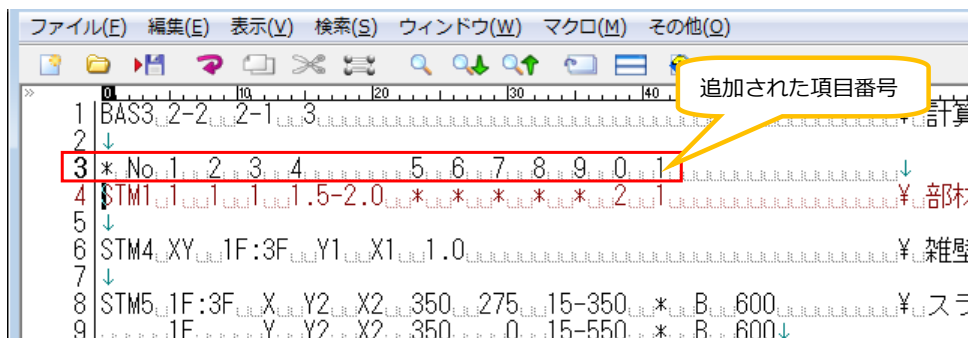 ファイル(F) 編集(E) 表示(V) 検索(S) ウィンドウ(W) マクロ(M) その他(O)
追加された項目番号
0 10 20 30 40
1 BAS3 2-2 2-1 3 ¥ 計算
2 ↓
3 * No 1 2 3 4 5 6 7 8 9 0 1 ↓
4 STM1 1 1 1 1.5-2.0 * * * * * 2 1 ¥ 部材
5 ↓
6 STM4 XY 1F:3F Y1 X1 1.0 ¥ 雑壁
7 ↓
8 STM5 1F:3F X Y2 X2 350 275 15-350 * B 600 ¥ スラ
9 1F Y Y2 X2 350 0 15-550 * B 600↓